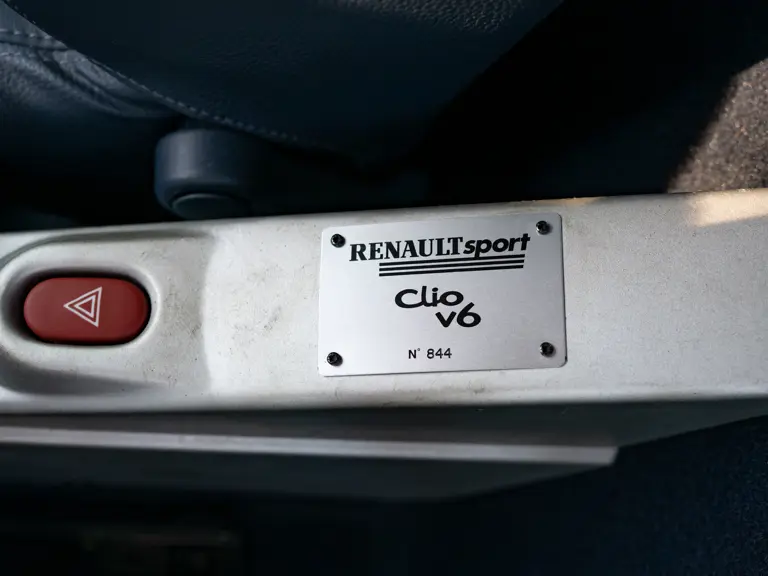 RENAULTsport
Clio
v6
N° 844